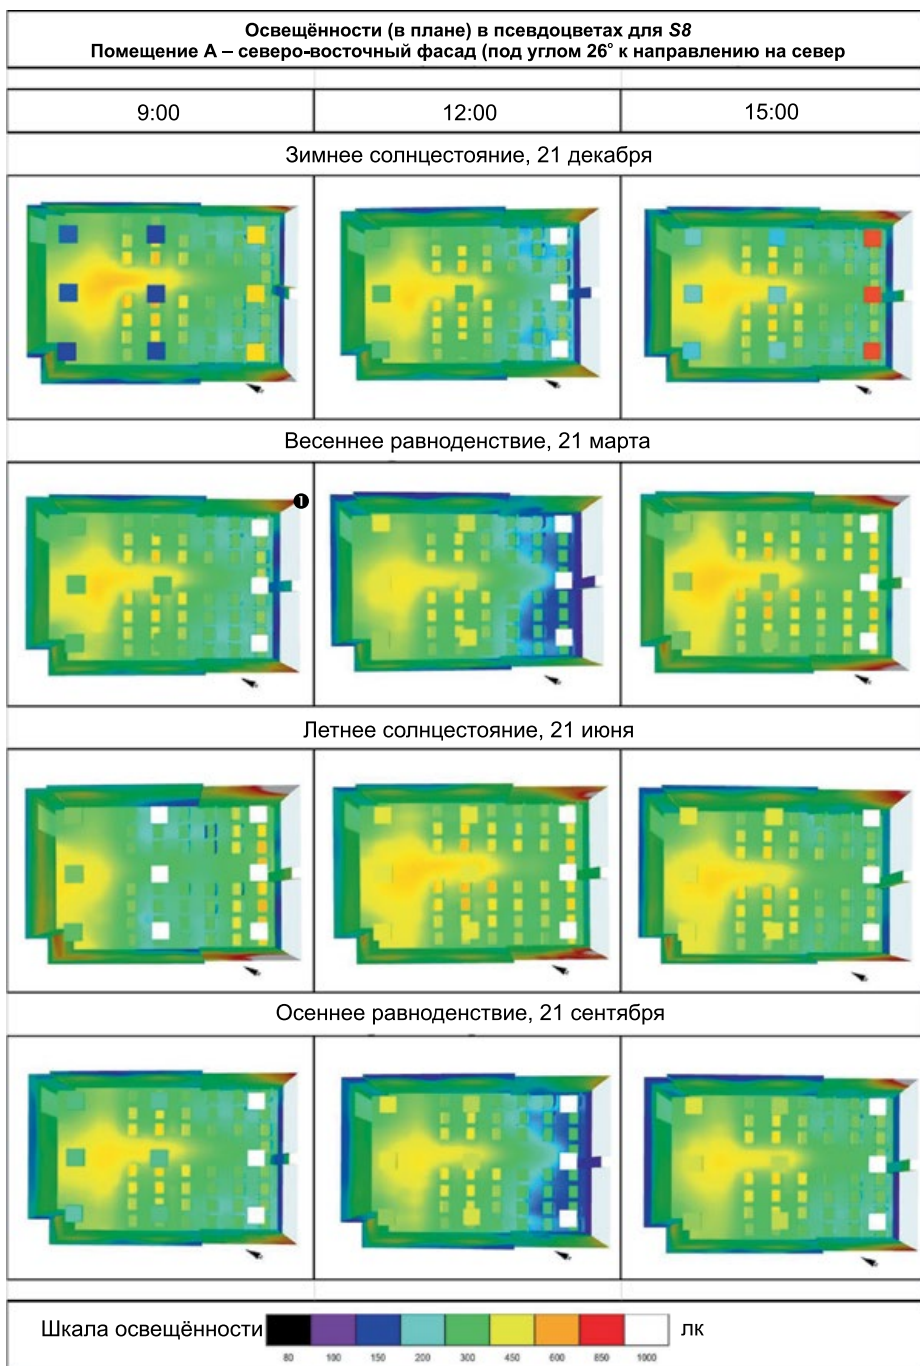 Освещённости (в плане) в псевдоцветах для S8
Помещение А – северо-восточный фасад (под углом 26° к направлению на север
9:00 12:00 15:00
Зимнее солнцестояние, 21 декабря
Весеннее равноденствие, 21 марта
❶
Летнее солнцестояние, 21 июня
Осеннее равноденствие, 21 сентября
Шкала освещённости лк
80 100 150 200 300 450 600 850 1000